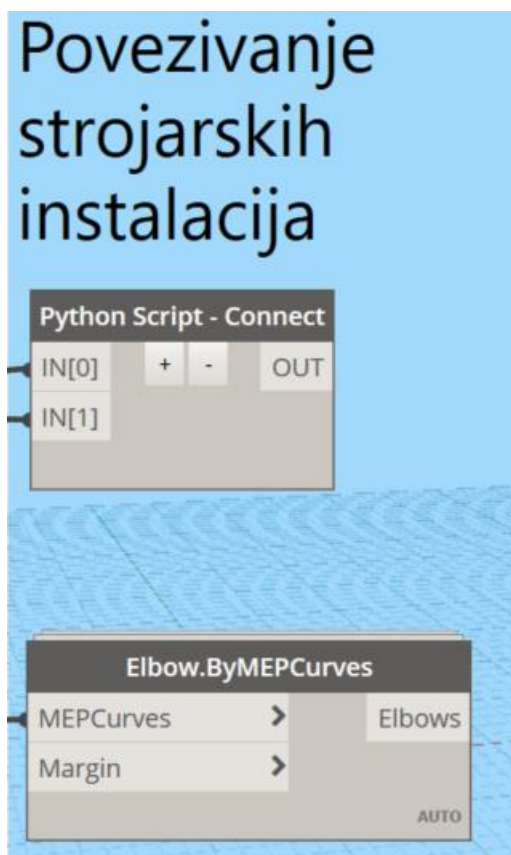 Povezivanje
strojarskih
instalacija
Python Script - Connect
IN[0] + - OUT
IN[1]
Elbow.ByMEPCurves
MEPCurves > Elbows
Margin >
AUTO